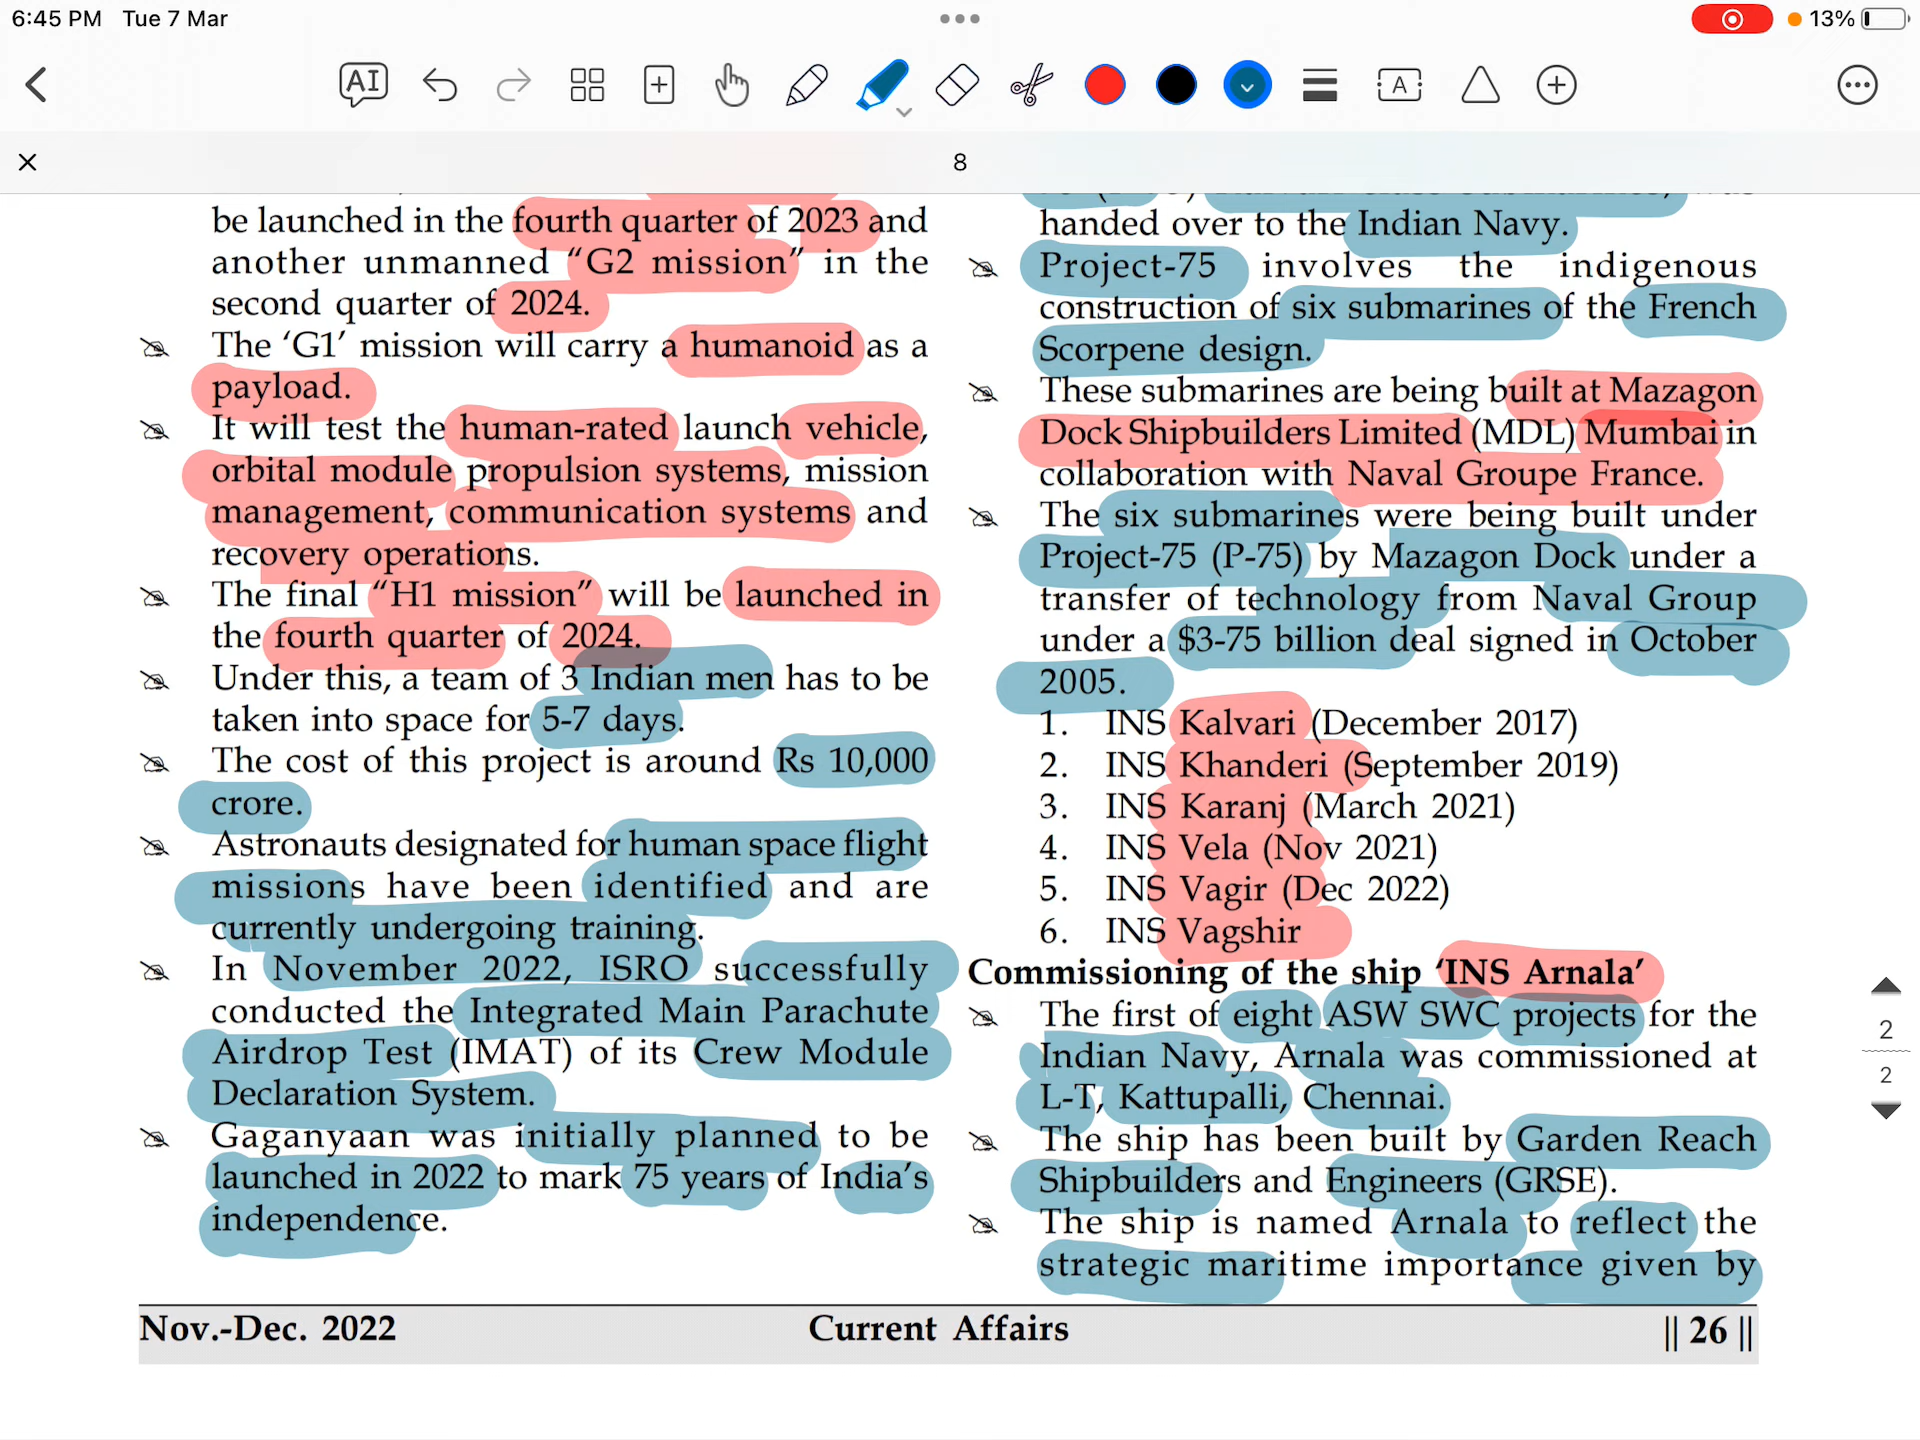 6:45 PM Tue 7 Mar
13%
AI
A
8
be launched in the fourth quarter of 2023 and
another unmanned “G2 mission” in the
second quarter of 2024.
The ‘G1’ mission will carry a humanoid as a
payload.
It will test the human-rated launch vehicle,
orbital module propulsion systems, mission
management, communication systems and
recovery operations.
The final “H1 mission” will be launched in
the fourth quarter of 2024.
Under this, a team of 3 Indian men has to be
taken into space for 5-7 days.
The cost of this project is around Rs 10,000
crore.
Astronauts designated for human space flight
missions have been identified and are
currently undergoing training.
In November 2022, ISRO successfully
conducted the Integrated Main Parachute
Airdrop Test (IMAT) of its Crew Module
Declaration System.
Gaganyaan was initially planned to be
launched in 2022 to mark 75 years of India’s
independence.
handed over to the Indian Navy.
Project-75 involves the indigenous
construction of six submarines of the French
Scorpene design.
These submarines are being built at Mazagon
Dock Shipbuilders Limited (MDL) Mumbai in
collaboration with Naval Groupe France.
The six submarines were being built under
Project-75 (P-75) by Mazagon Dock under a
transfer of technology from Naval Group
under a $3-75 billion deal signed in October
2005.
1. INS Kalvari (December 2017)
2. INS Khanderi (September 2019)
3. INS Karanj (March 2021)
4. INS Vela (Nov 2021)
5. INS Vagir (Dec 2022)
6. INS Vagshir
Commissioning of the ship ‘INS Arnala’
The first of eight ASW SWC projects for the
Indian Navy, Arnala was commissioned at
L-T, Kattupalli, Chennai.
The ship has been built by Garden Reach
Shipbuilders and Engineers (GRSE).
The ship is named Arnala to reflect the
strategic maritime importance given by
2
2
Nov.-Dec. 2022 Current Affairs || 26 ||